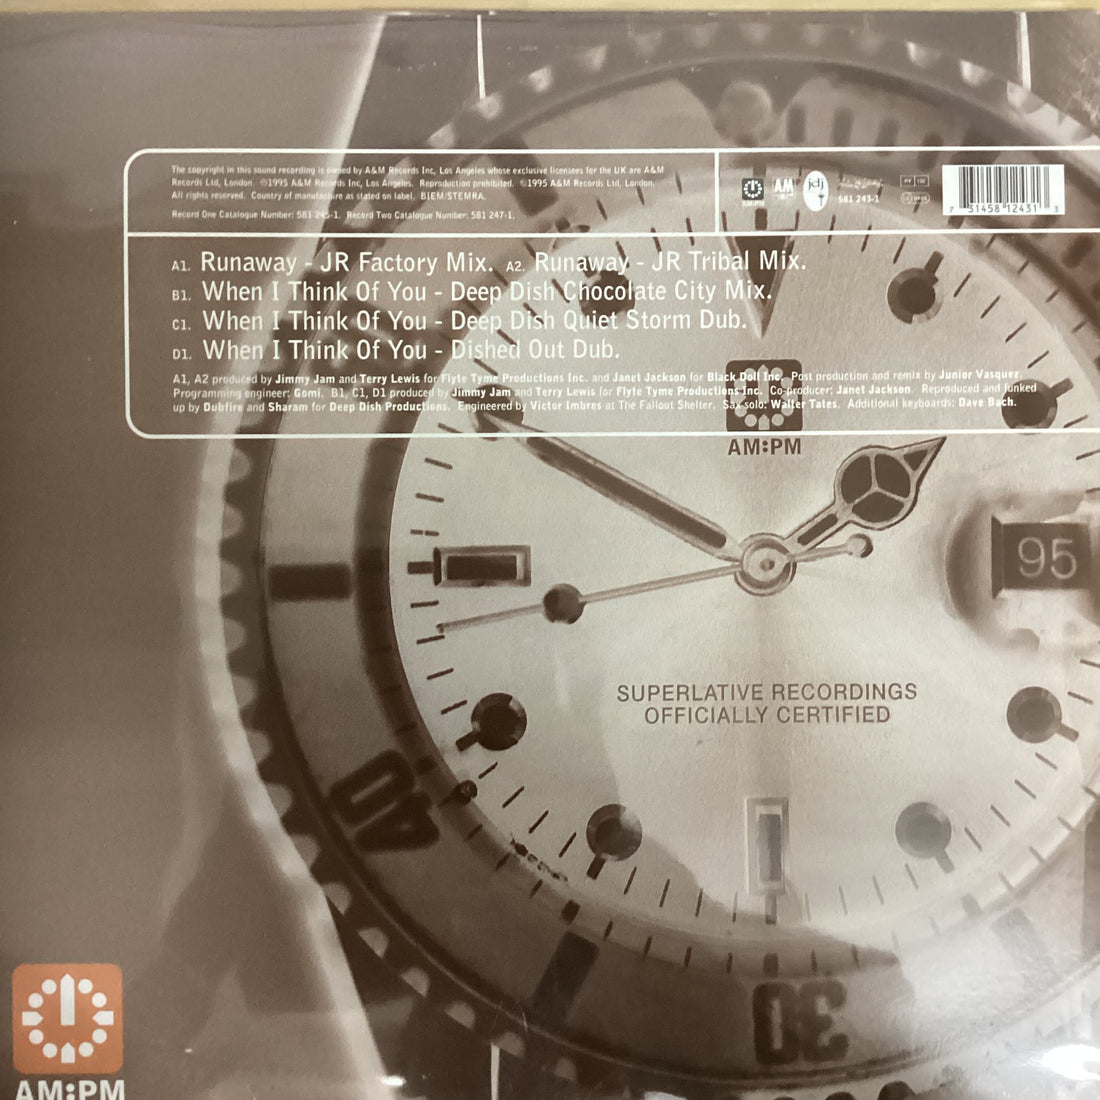 The copyright in this sound recording is owned by A&M Records Inc, Los Angeles whose exclusive licensees for the UK are A&M
Records Ltd, London. ℗1995 A&M Records Inc, Los Angeles. Reproduction prohibited. ©1995 A&M Records Ltd, London.
All rights reserved. Country of manufacture as stated on label. BIEM/STEMRA.
Record One Catalogue Number: 581 245-1. Record Two Catalogue Number: 581 247-1.
AM:PM
A&M
jdj
581 243-1
7 31458 12431 3
A1. Runaway - JR Factory Mix. A2. Runaway - JR Tribal Mix.
B1. When I Think Of You - Deep Dish Chocolate City Mix.
C1. When I Think Of You - Deep Dish Quiet Storm Dub.
D1. When I Think Of You - Dished Out Dub.
A1, A2 produced by Jimmy Jam and Terry Lewis for Flyte Tyme Productions Inc. and Janet Jackson for Black Doll Inc. Post production and remix by Junior Vasquez.
Programming engineer: Gomi. B1, C1, D1 produced by Jimmy Jam and Terry Lewis for Flyte Tyme Productions Inc. Co-producer: Janet Jackson. Reproduced and funked
up by Dubfire and Sharam for Deep Dish Productions. Engineered by Victor Imbres at The Fallout Shelter. Sax solo: Walter Tates. Additional keyboards: Dave Bach.
AM:PM
95
SUPERLATIVE RECORDINGS
OFFICIALLY CERTIFIED
40
30
AM:PM